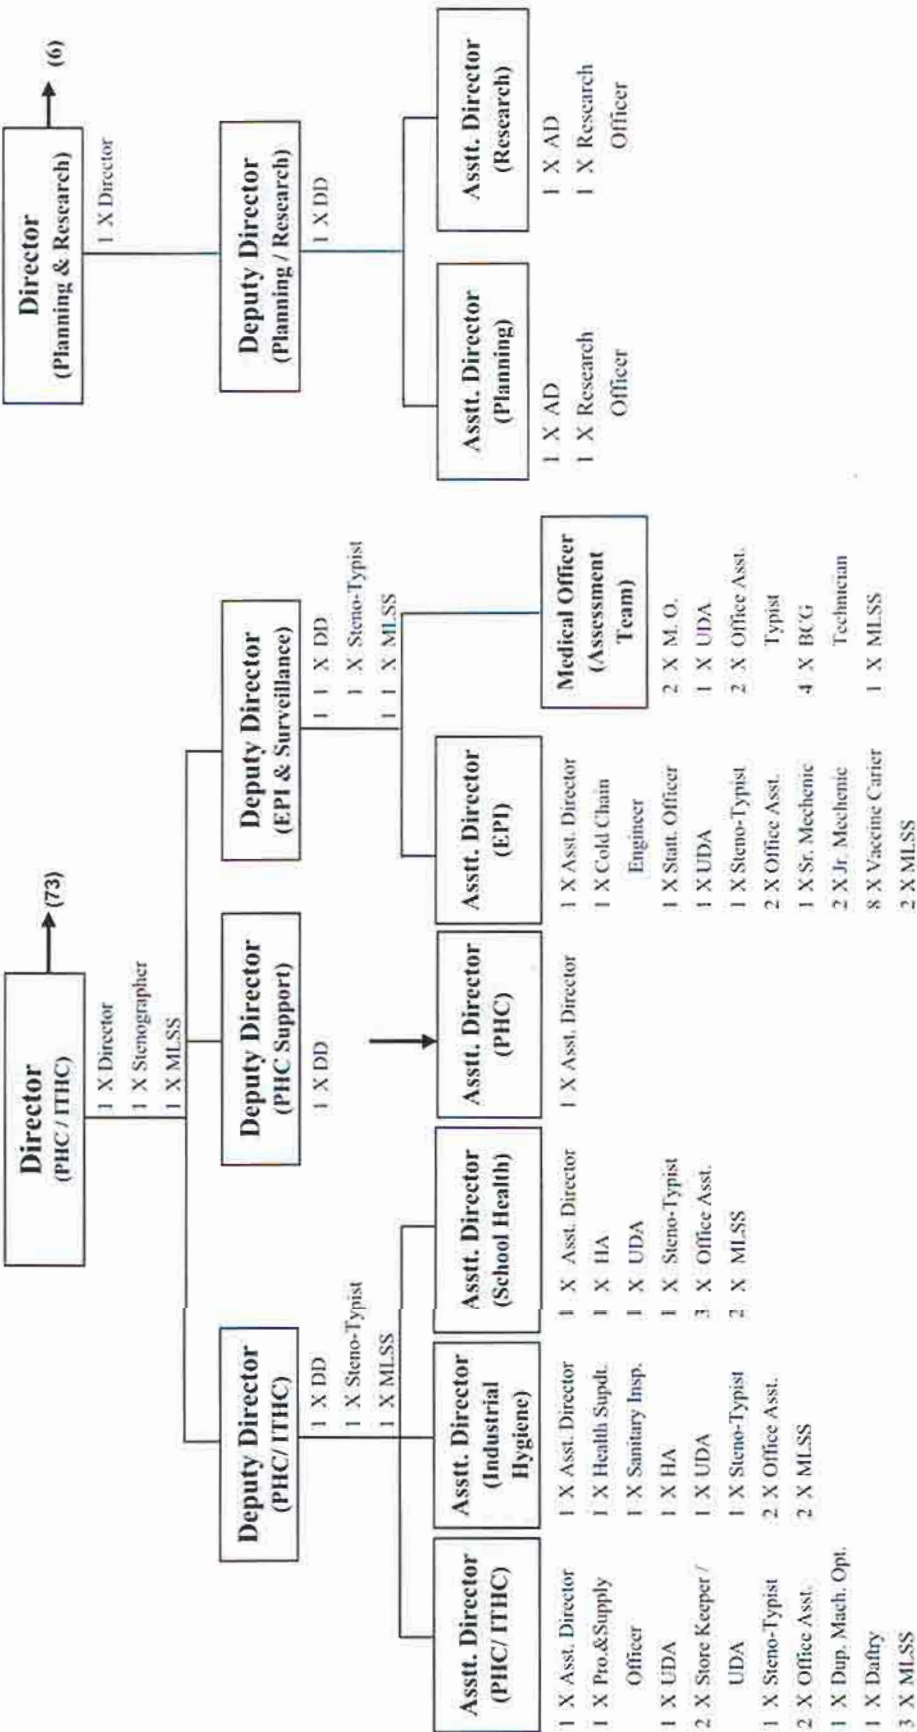 Director
(PHC / ITHC)
(73)
1 X Director
1 X Stenographer
1 X MLSS
Deputy Director
(PHC/ ITHC)
1 X DD
1 X Steno-Typist
1 X MLSS
Deputy Director
(PHC Support)
1 X DD
Deputy Director
(EPI & Surveillance)
1 1 X DD
1 X Steno-Typist
1 1 X MLSS
Asstt. Director
(PHC/ ITHC)
1 X Asst. Director
1 X Pro.&Supply
Officer
1 X UDA
2 X Store Keeper /
UDA
1 X Steno-Typist
2 X Office Asst.
1 X Dup. Mach. Opt.
1 X Daftry
3 X MLSS
Asstt. Director
(Industrial
Hygiene)
1 X Asst. Director
1 X Health Supdt.
1 X Sanitary Insp.
1 X HA
1 X UDA
1 X Steno-Typist
2 X Office Asst.
2 X MLSS
Asstt. Director
(School Health)
1 X Asst. Director
1 X HA
1 X UDA
1 X Steno-Typist
3 X Office Asst.
2 X MLSS
Asstt. Director
(PHC)
1 X Asst. Director
Asstt. Director
(EPI)
1 X Asst. Director
1 X Cold Chain
Engineer
1 X Statt. Officer
1 X UDA
1 X Steno-Typist
2 X Office Asst.
1 X Sr. Mechenic
2 X Jr. Mechenic
8 X Vaccine Carier
2 X MLSS
Medical Officer
(Assessment
Team)
2 X M. O.
1 X UDA
2 X Office Asst.
Typist
4 X BCG
Technician
1 X MLSS
Director
(Planning & Research)
(6)
1 X Director
Deputy Director
(Planning / Research)
1 X DD
Asstt. Director
(Planning)
1 X AD
1 X Research
Officer
Asstt. Director
(Research)
1 X AD
1 X Research
Officer